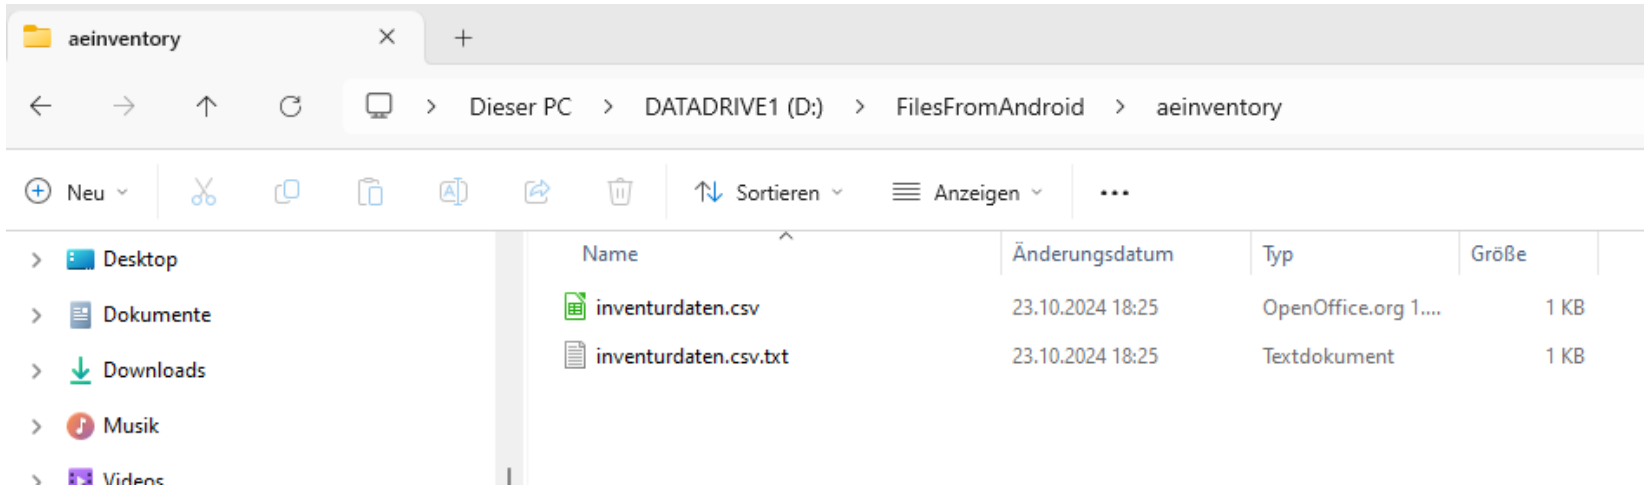 aeinventory
Dieser PC > DATADRIVE1 (D:) > FilesFromAndroid > aeinventory
Neu Sortieren Anzeigen
Name Änderungsdatum Typ Größe
Desktop
inventurdaten.csv 23.10.2024 18:25 OpenOffice.org 1.... 1 KB
Dokumente
inventurdaten.csv.txt 23.10.2024 18:25 Textdokument 1 KB
Downloads
Musik
Videos